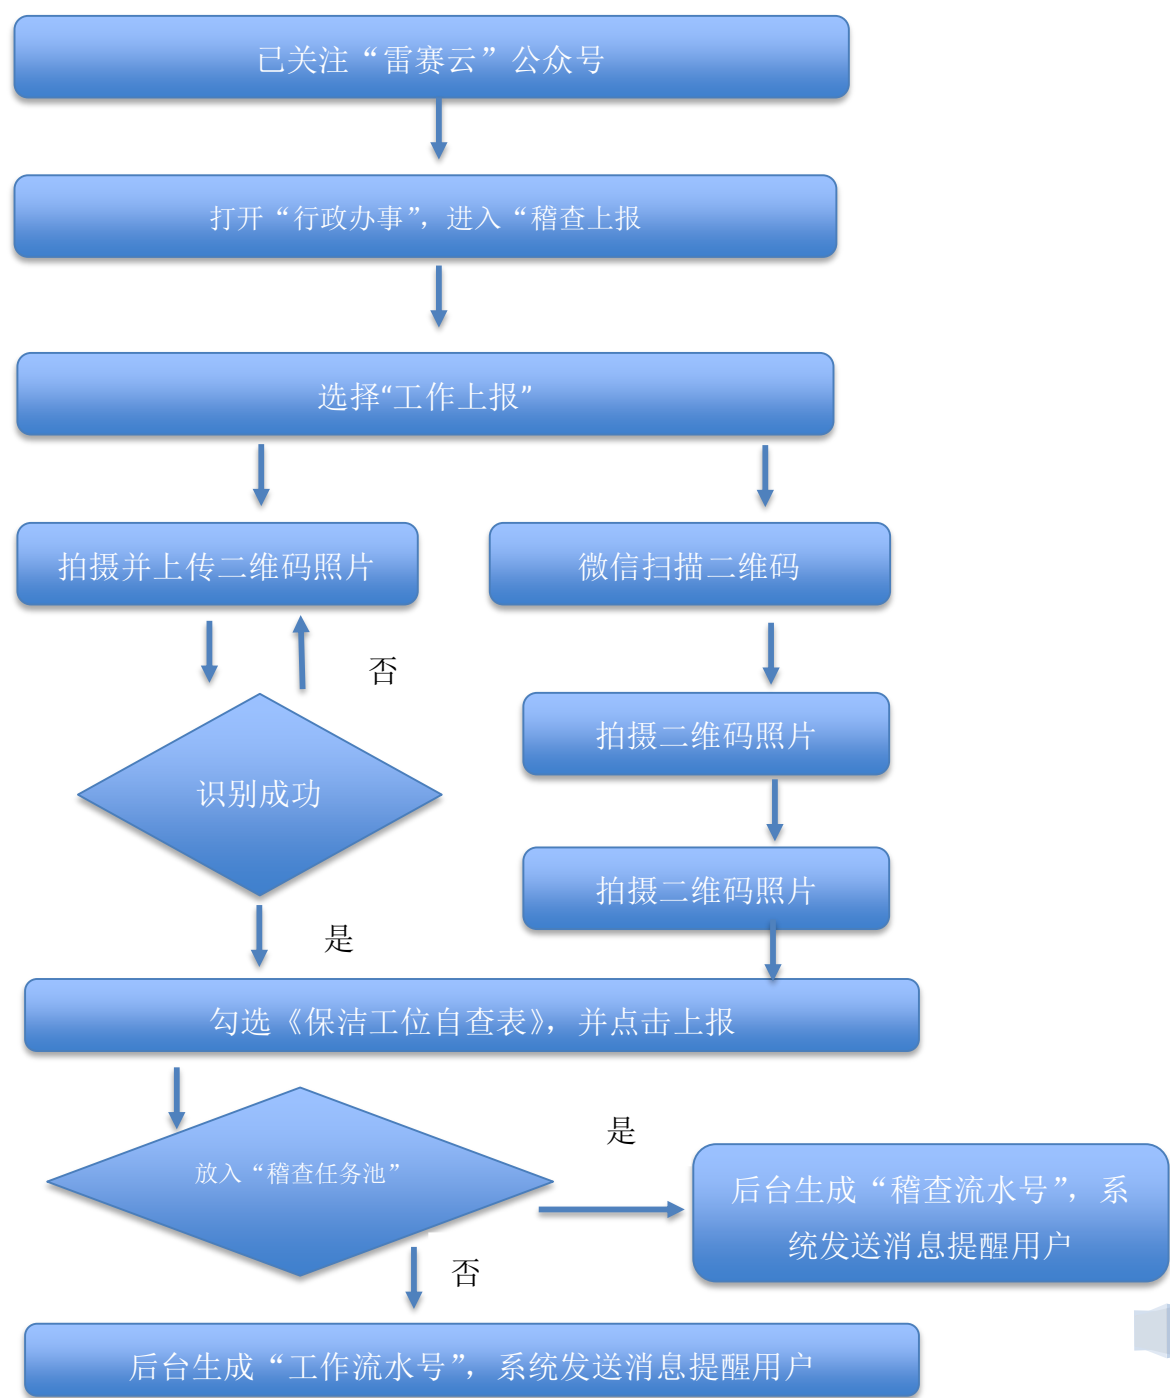 已关注“雷赛云”公众号
打开“行政办事”，进入“稽查上报
选择“工作上报”
拍摄并上传二维码照片
微信扫描二维码
否
拍摄二维码照片
识别成功
拍摄二维码照片
是
勾选《保洁工位自查表》，并点击上报
是
放入“稽查任务池”
后台生成“稽查流水号”，系
统发送消息提醒用户
否
后台生成“工作流水号”，系统发送消息提醒用户